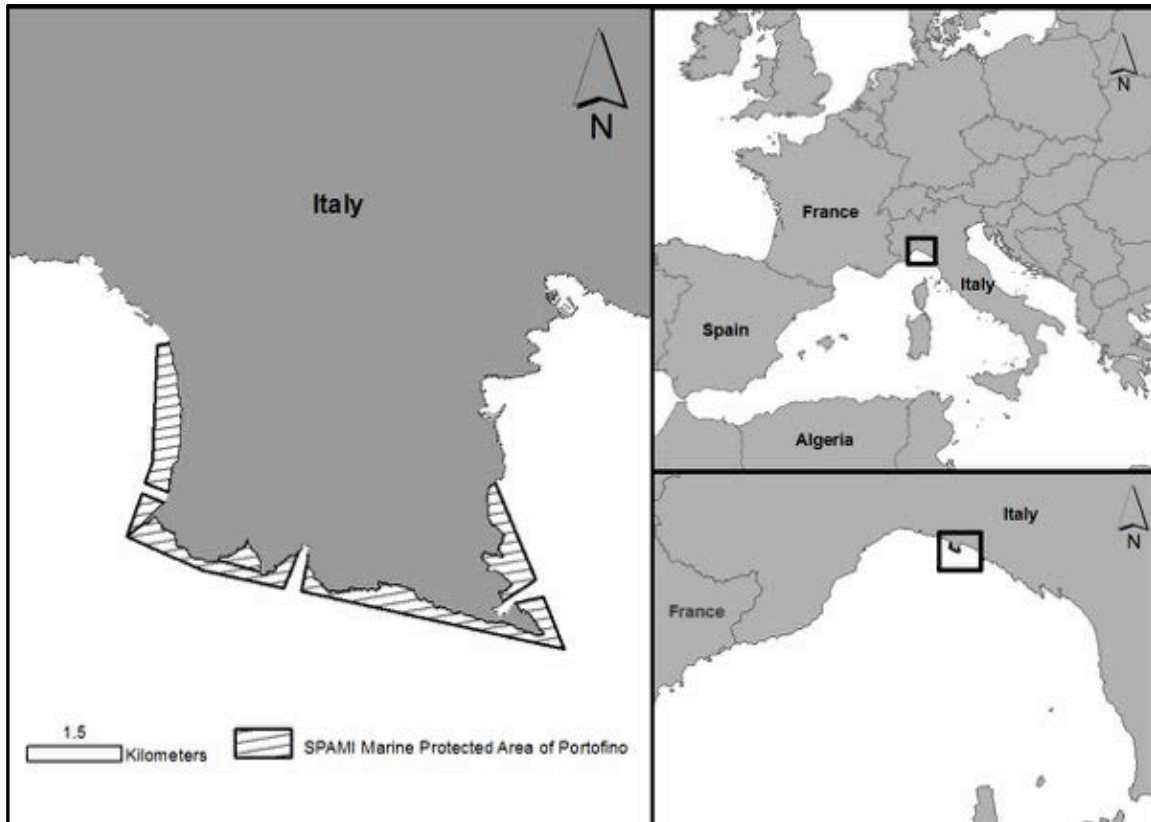 N
Italy
1.5
Kilometers
SPAMI Marine Protected Area of Portofino
N
France
Italy
Spain
Algeria
Italy
N
France